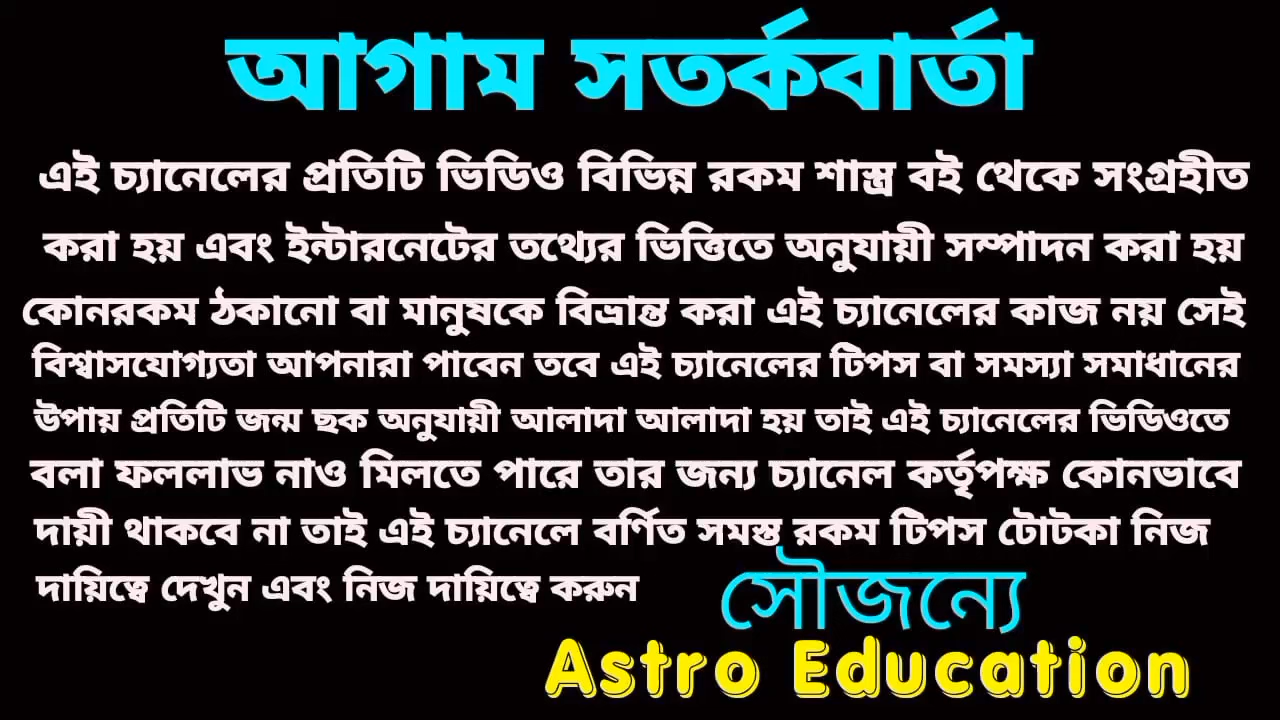 আগাম সতর্কবার্তা
এই চ্যানেলের প্রতিটি ভিডিও বিভিন্ন রকম শাস্ত্র বই থেকে সংগ্রহীত
করা হয় এবং ইন্টারনেটের তথ্যের ভিত্তিতে অনুযায়ী সম্পাদন করা হয়
কোনরকম ঠকানো বা মানুষকে বিভ্রান্ত করা এই চ্যানেলের কাজ নয় সেই
বিশ্বাসযোগ্যতা আপনারা পাবেন তবে এই চ্যানেলের টিপস বা সমস্যা সমাধানের
উপায় প্রতিটি জন্ম ছক অনুযায়ী আলাদা আলাদা হয় তাই এই চ্যানেলের ভিডিওতে
বলা ফললাভ নাও মিলতে পারে তার জন্য চ্যানেল কর্তৃপক্ষ কোনভাবে
দায়ী থাকবে না তাই এই চ্যানেলে বর্ণিত সমস্ত রকম টিপস টোটকা নিজ
দায়িত্বে দেখুন এবং নিজ দায়িত্বে করুন
সৌজন্যে
Astro Education